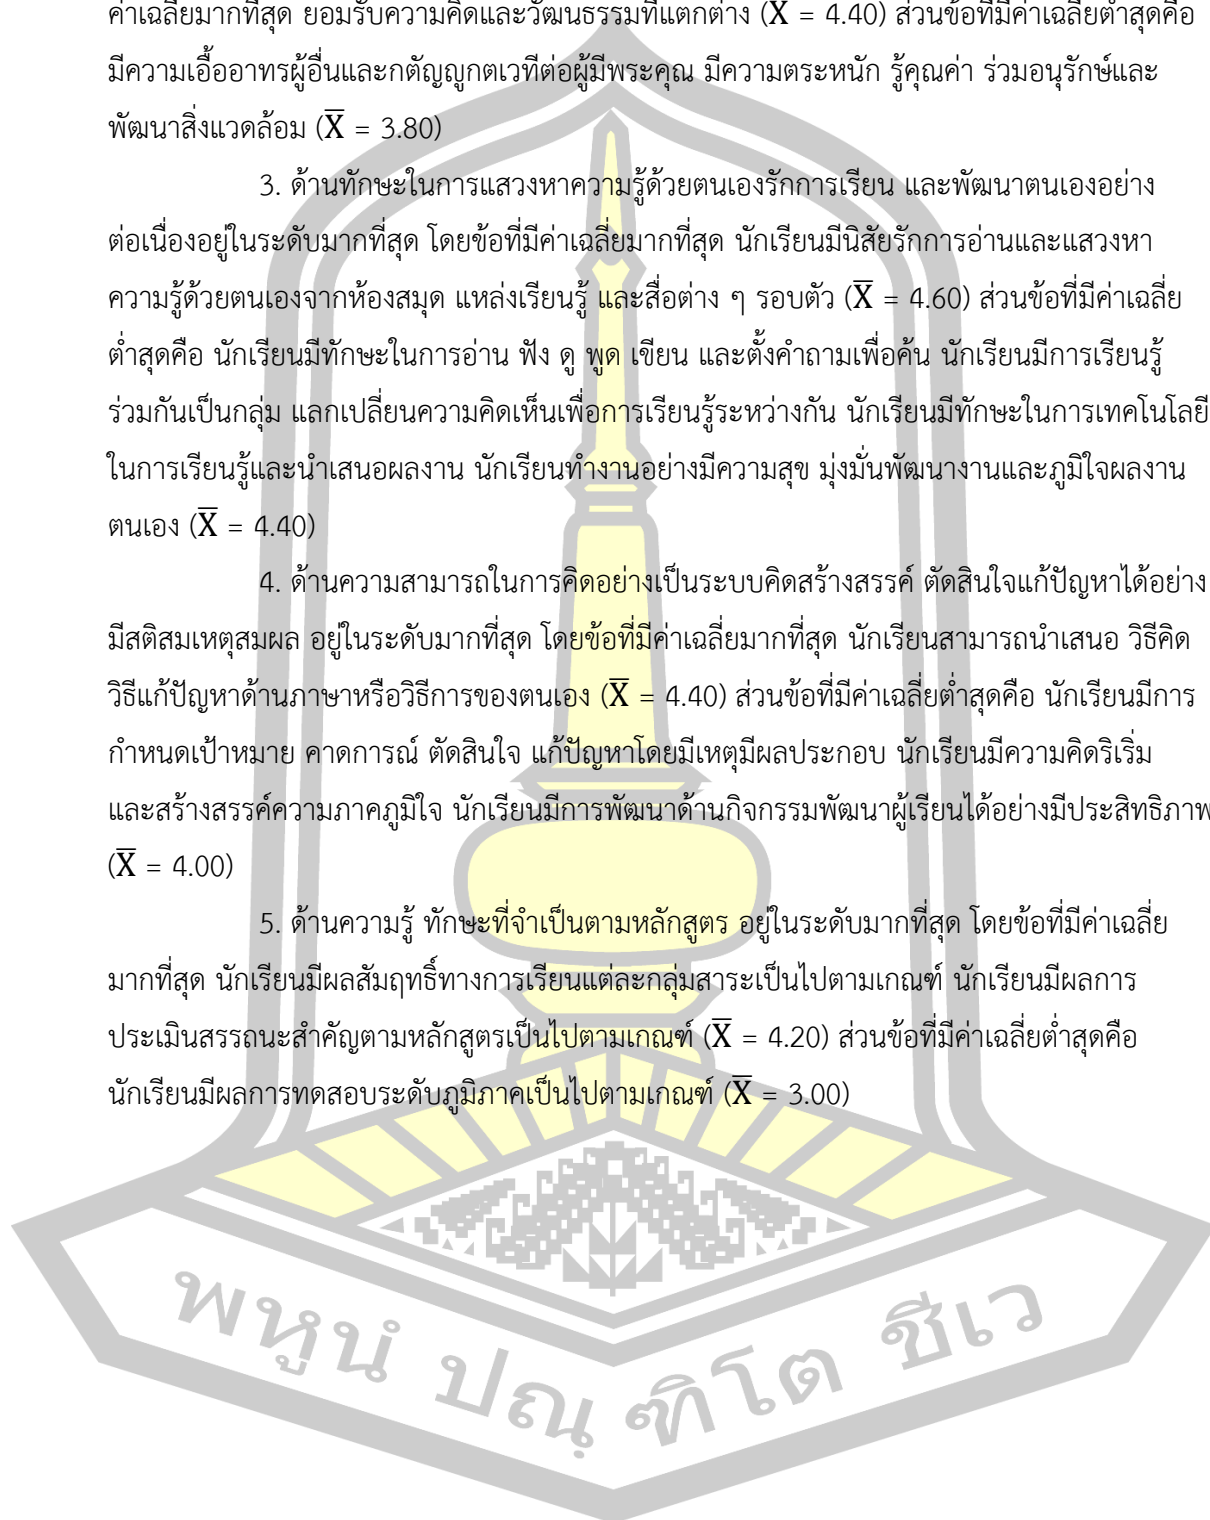 ค่าเฉลี่ยมากที่สุด ยอมรับความคิดและวัฒนธรรมที่แตกต่าง (X̅ = 4.40) ส่วนข้อที่มีค่าเฉลี่ยต่ำสุดคือ
มีความเอื้ออาทรผู้อื่นและกตัญญูกตเวทีต่อผู้มีพระคุณ มีความตระหนัก รู้คุณค่า ร่วมอนุรักษ์และ
พัฒนาสิ่งแวดล้อม (X̅ = 3.80)
3. ด้านทักษะในการแสวงหาความรู้ด้วยตนเองรักการเรียน และพัฒนาตนเองอย่าง
ต่อเนื่องอยู่ในระดับมากที่สุด โดยข้อที่มีค่าเฉลี่ยมากที่สุด นักเรียนมีนิสัยรักการอ่านและแสวงหา
ความรู้ด้วยตนเองจากห้องสมุด แหล่งเรียนรู้ และสื่อต่าง ๆ รอบตัว (X̅ = 4.60) ส่วนข้อที่มีค่าเฉลี่ย
ต่ำสุดคือ นักเรียนมีทักษะในการอ่าน ฟัง ดู พูด เขียน และตั้งคำถามเพื่อค้น นักเรียนมีการเรียนรู้
ร่วมกันเป็นกลุ่ม แลกเปลี่ยนความคิดเห็นเพื่อการเรียนรู้ระหว่างกัน นักเรียนมีทักษะในการเทคโนโลยี
ในการเรียนรู้และนำเสนอผลงาน นักเรียนทำงานอย่างมีความสุข มุ่งมั่นพัฒนางานและภูมิใจผลงาน
ตนเอง (X̅ = 4.40)
4. ด้านความสามารถในการคิดอย่างเป็นระบบคิดสร้างสรรค์ ตัดสินใจแก้ปัญหาได้อย่าง
มีสติสมเหตุสมผล อยู่ในระดับมากที่สุด โดยข้อที่มีค่าเฉลี่ยมากที่สุด นักเรียนสามารถนำเสนอ วิธีคิด
วิธีแก้ปัญหาด้านภาษาหรือวิธีการของตนเอง (X̅ = 4.40) ส่วนข้อที่มีค่าเฉลี่ยต่ำสุดคือ นักเรียนมีการ
กำหนดเป้าหมาย คาดการณ์ ตัดสินใจ แก้ปัญหาโดยมีเหตุมีผลประกอบ นักเรียนมีความคิดริเริ่ม
และสร้างสรรค์ความภาคภูมิใจ นักเรียนมีการพัฒนาด้านกิจกรรมพัฒนาผู้เรียนได้อย่างมีประสิทธิภาพ
(X̅ = 4.00)
5. ด้านความรู้ ทักษะที่จำเป็นตามหลักสูตร อยู่ในระดับมากที่สุด โดยข้อที่มีค่าเฉลี่ย
มากที่สุด นักเรียนมีผลสัมฤทธิ์ทางการเรียนแต่ละกลุ่มสาระเป็นไปตามเกณฑ์ นักเรียนมีผลการ
ประเมินสรรถนะสำคัญตามหลักสูตรเป็นไปตามเกณฑ์ (X̅ = 4.20) ส่วนข้อที่มีค่าเฉลี่ยต่ำสุดคือ
นักเรียนมีผลการทดสอบระดับภูมิภาคเป็นไปตามเกณฑ์ (X̅ = 3.00)
พหูนํ ปณฺฑิโต ชีเว